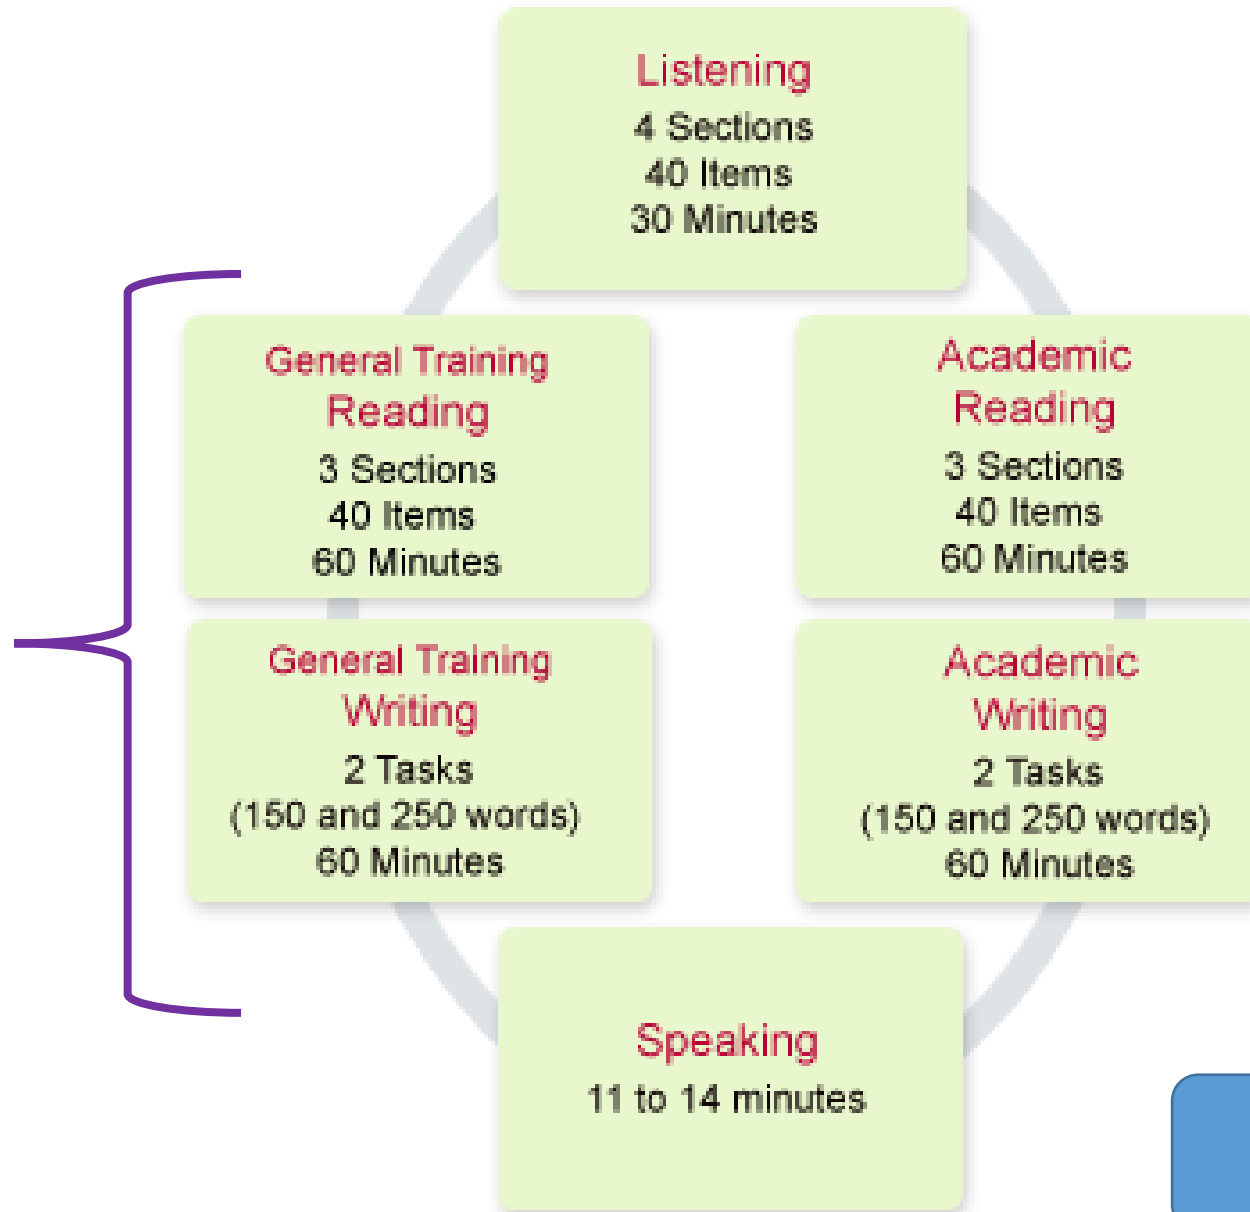 Listening
4 Sections
40 Items
30 Minutes
General Training
Reading
3 Sections
40 Items
60 Minutes
Academic
Reading
3 Sections
40 Items
60 Minutes
General Training
Writing
2 Tasks
(150 and 250 words)
60 Minutes
Academic
Writing
2 Tasks
(150 and 250 words)
60 Minutes
Speaking
11 to 14 minutes